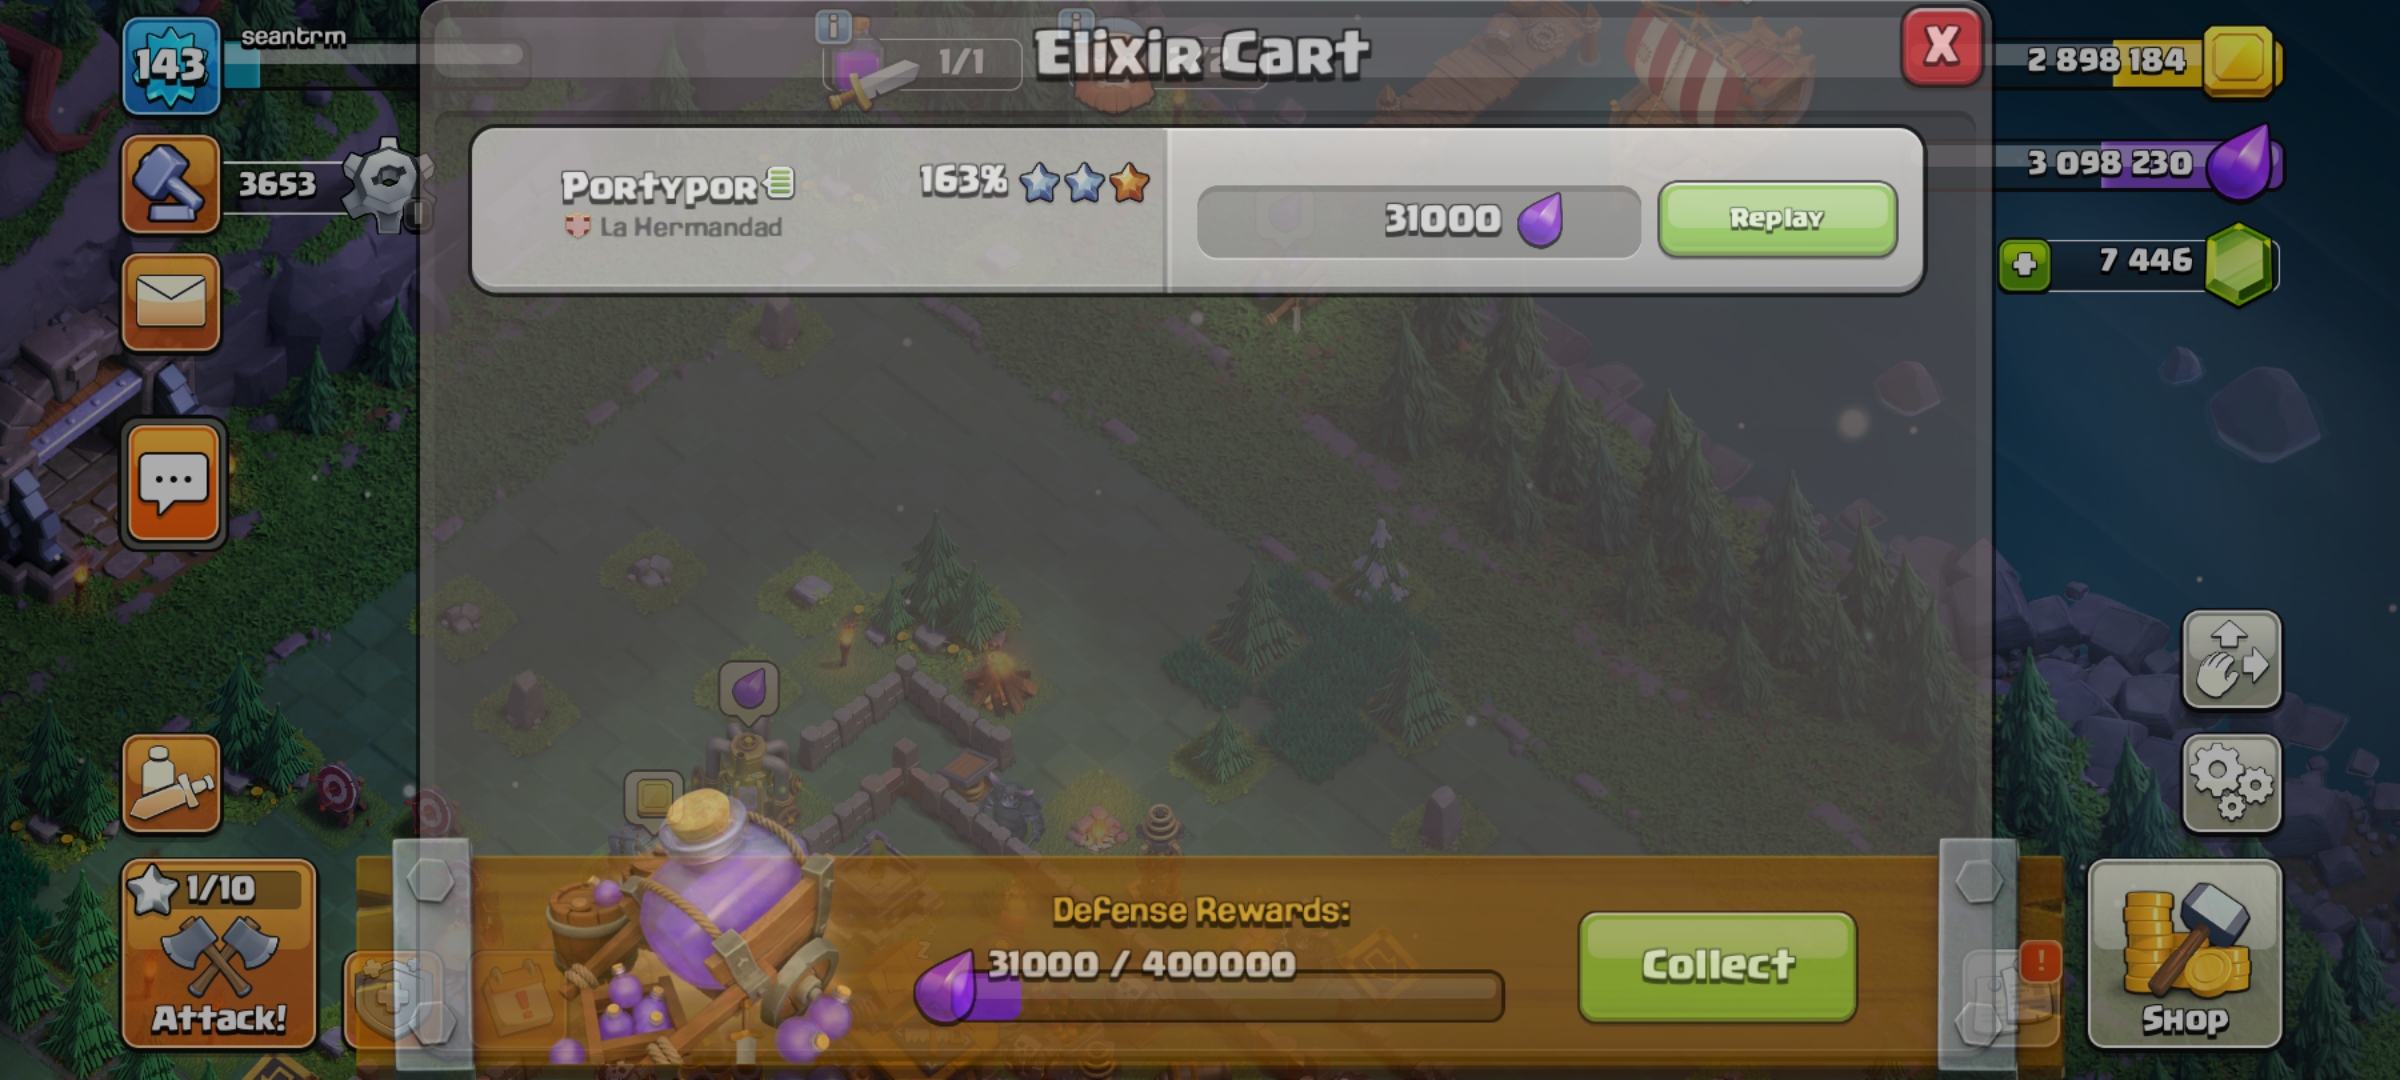 143
seantrm
1/1
Elixir Cart
X
2 898 184
3653
Portypor
163%
31000
Replay
La Hermandad
3 098 230
7 446
1/10
Attack!
Defense Rewards:
31000 / 400000
Collect
!
Shop